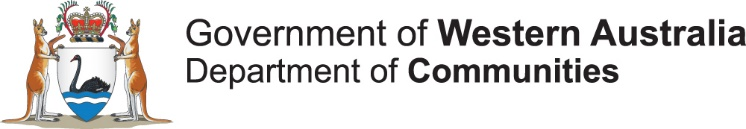 Government of Western Australia
Department of Communities